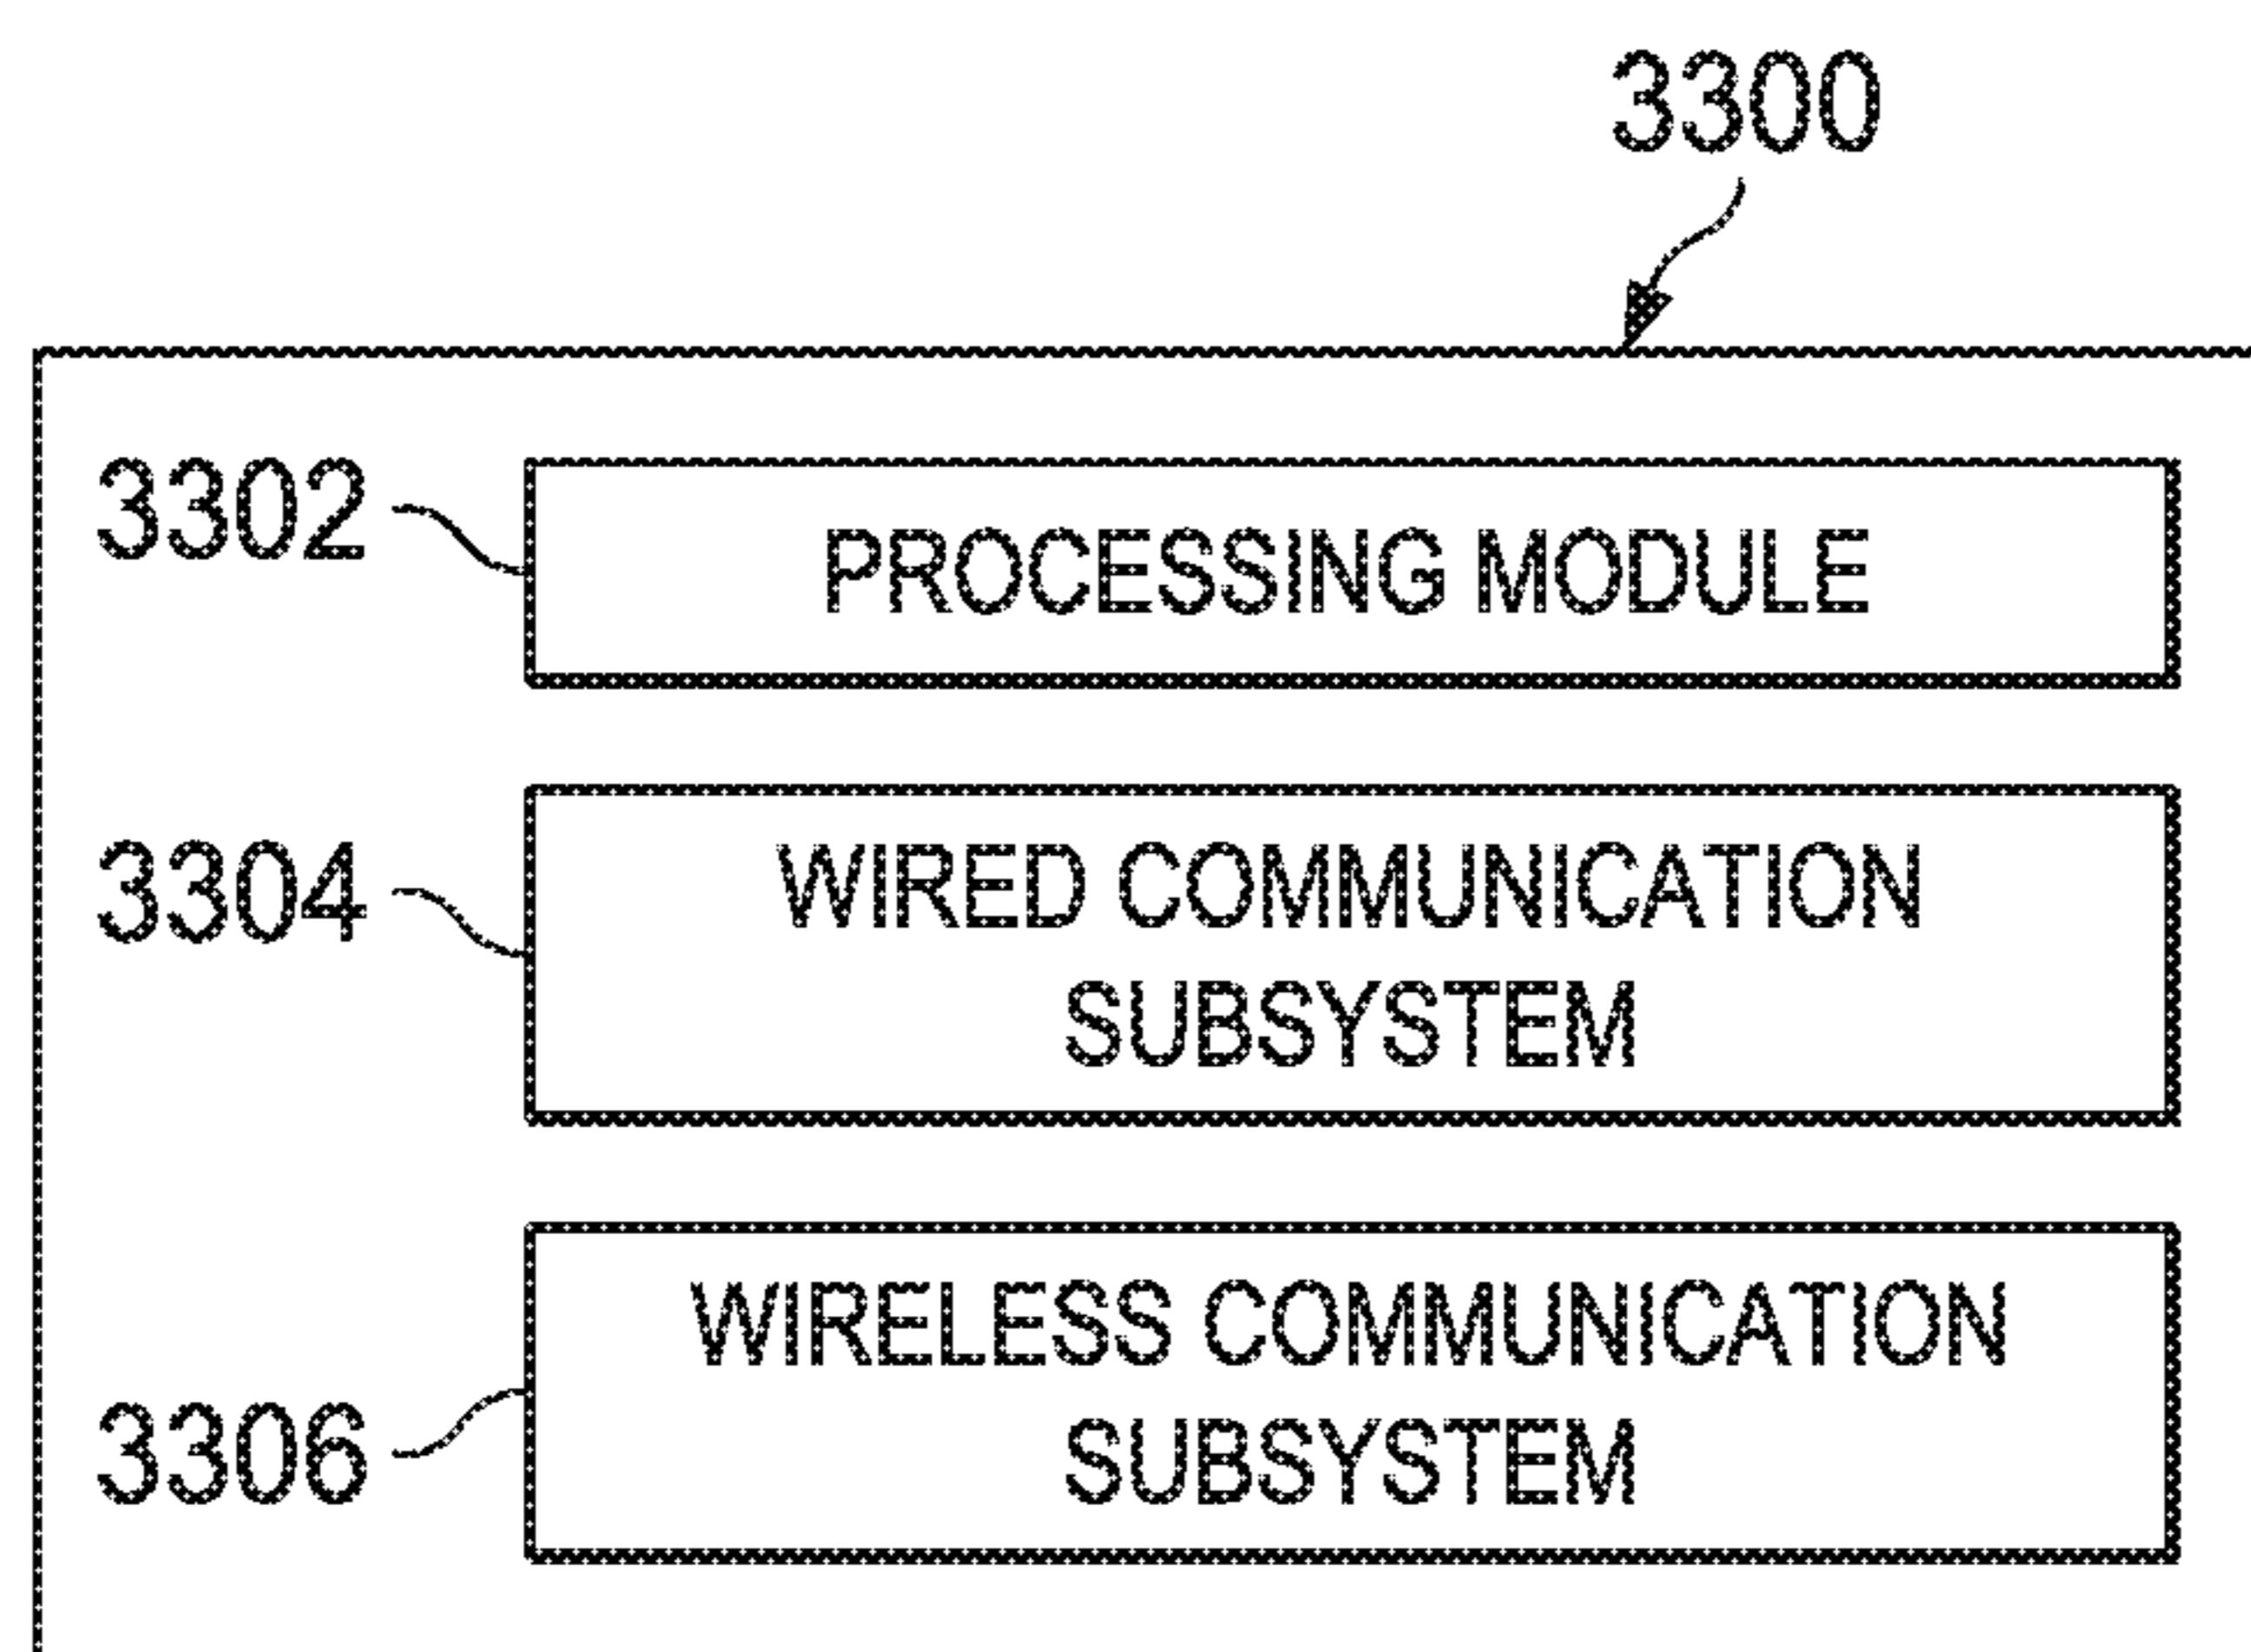 3300
3302 PROCESSING MODULE
3304 WIRED COMMUNICATION
SUBSYSTEM
WIRELESS COMMUNICATION
3306 SUBSYSTEM